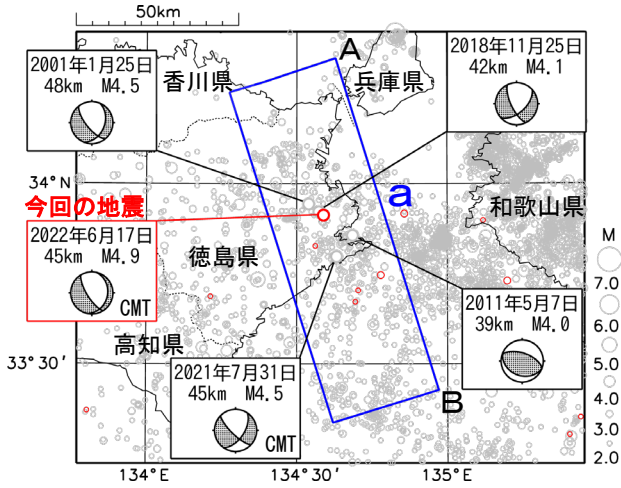 50km
A
2001年1月25日
48km M4.5
香川県
兵庫県
2018年11月25日
42km M4.1
34°N
今回の地震
a
和歌山県
2022年6月17日
45km M4.9
CMT
徳島県
高知県
33°30′
2021年7月31日
45km M4.5
CMT
2011年5月7日
39km M4.0
B
M
7.0
6.0
5.0
4.0
3.0
2.0
134°E
134°30′
135°E